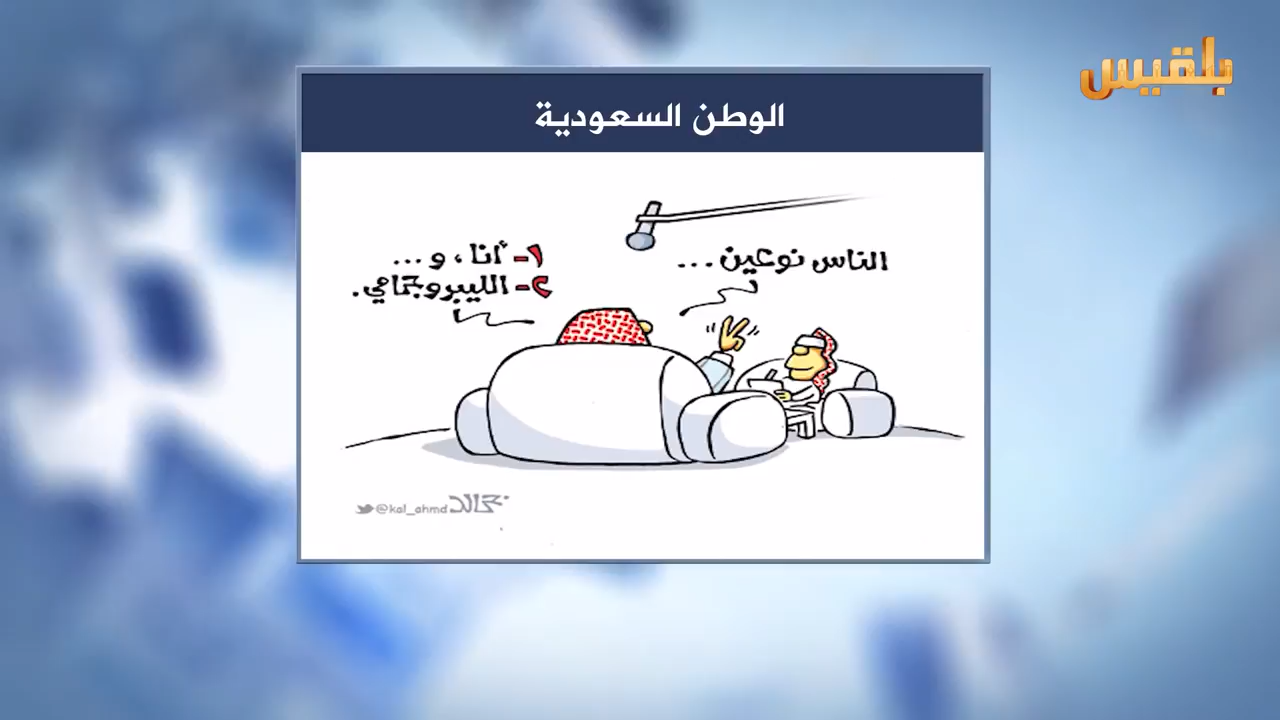 بلقيس
الوطن السعودية
الناس نوعين...
١- أنا، و...
٢- الليبروجامي.
خالد @kal_ahmd